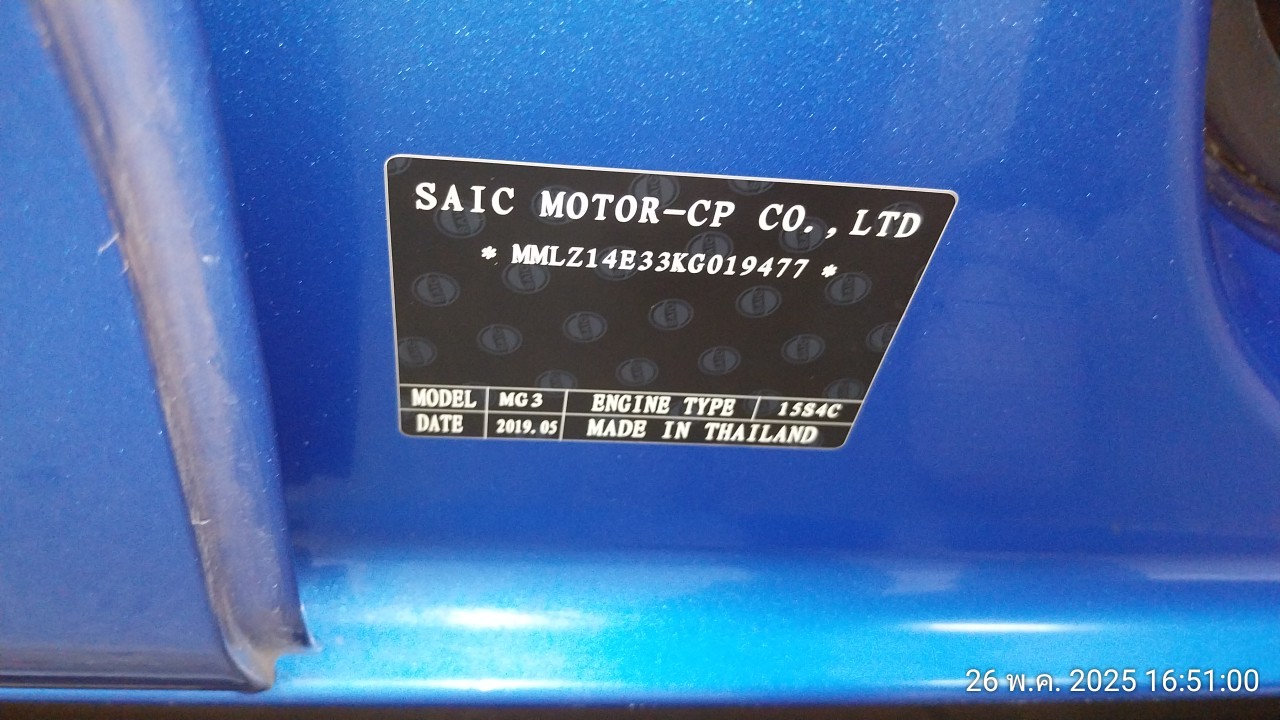 SAIC MOTOR-CP CO.,LTD
* MMLZ14E33KG019477 *
MODEL MG3 ENGINE TYPE 15S4C
DATE 2019.05 MADE IN THAILAND
26 พ.ค. 2025 16:51:00